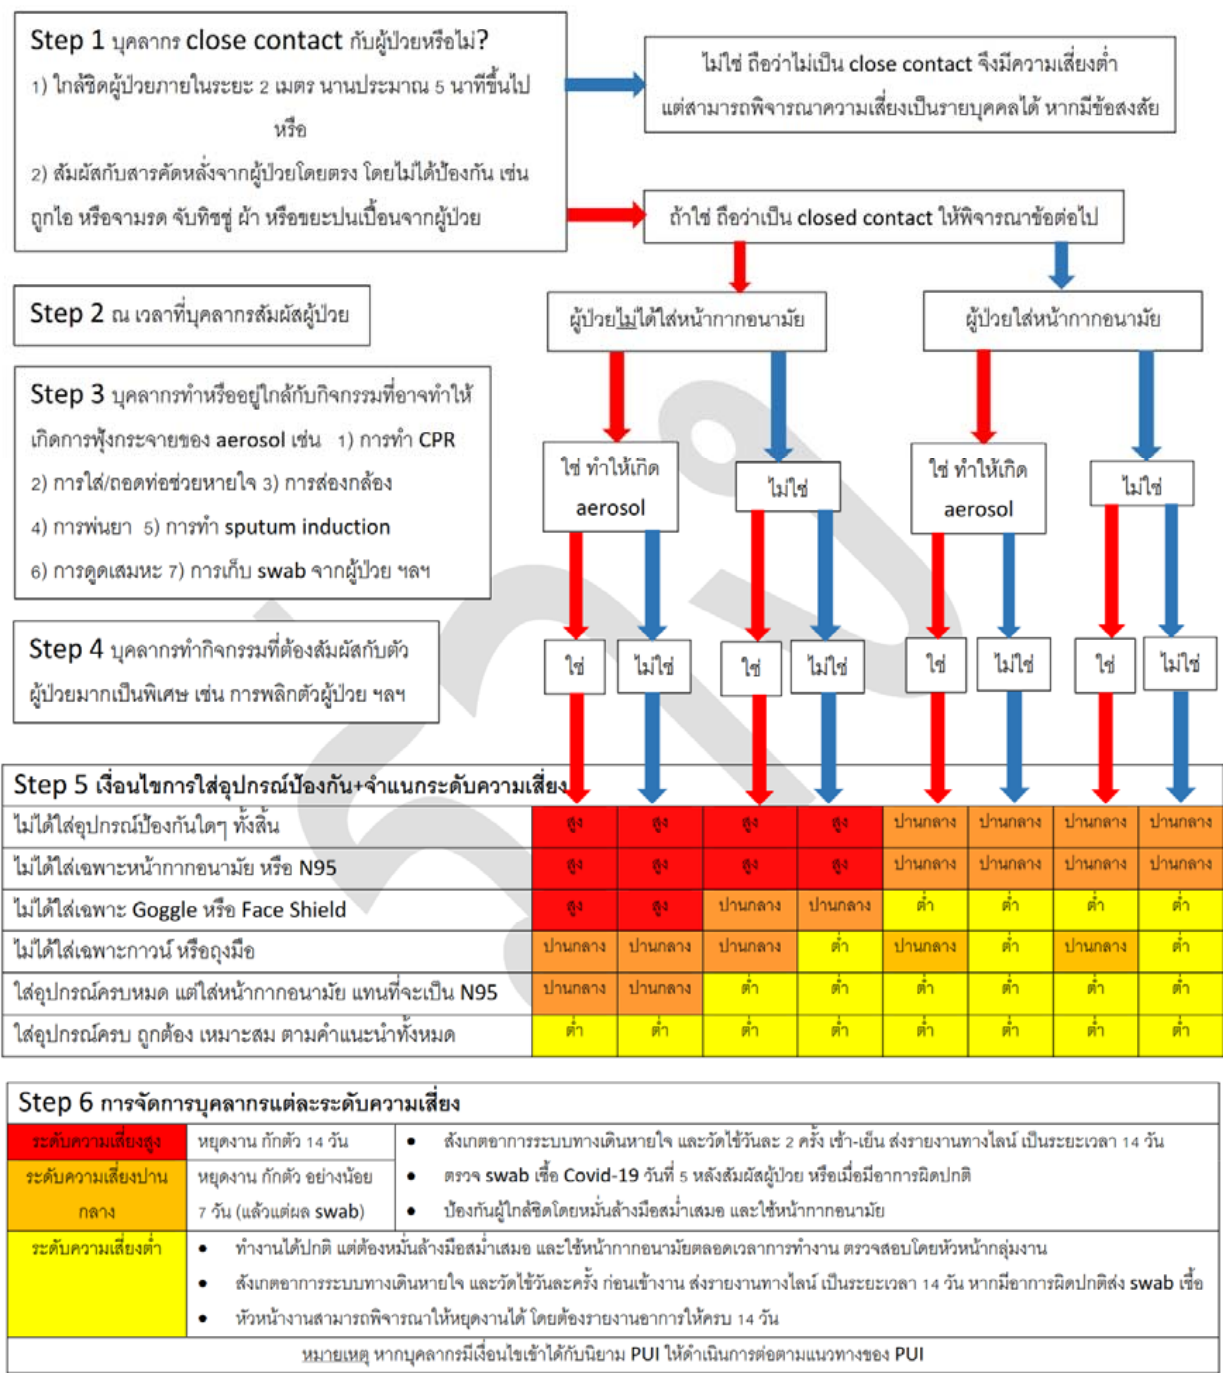 Step 1 บุคลากร close contact กับผู้ป่วยหรือไม่?
1) ใกล้ชิดผู้ป่วยภายในระยะ 2 เมตร นานประมาณ 5 นาทีขึ้นไป
หรือ
2) สัมผัสกับสารคัดหลั่งจากผู้ป่วยโดยตรง โดยไม่ได้ป้องกัน เช่น
ถูกไอ หรือจามรด จับทิชชู่ ผ้า หรือขยะปนเปื้อนจากผู้ป่วย
ไม่ใช่ ถือว่าไม่เป็น close contact จึงมีความเสี่ยงต่ำ
แต่สามารถพิจารณาความเสี่ยงเป็นรายบุคคลได้ หากมีข้อสงสัย
ถ้าใช่ ถือว่าเป็น closed contact ให้พิจารณาข้อต่อไป
Step 2 ณ เวลาที่บุคลากรสัมผัสผู้ป่วย
ผู้ป่วยไม่ได้ใส่หน้ากากอนามัย
ผู้ป่วยใส่หน้ากากอนามัย
Step 3 บุคลากรทำหรืออยู่ใกล้กับกิจกรรมที่อาจทำให้
เกิดการฟุ้งกระจายของ aerosol เช่น 1) การทำ CPR
2) การใส่/ถอดท่อช่วยหายใจ 3) การส่องกล้อง
4) การพ่นยา 5) การทำ sputum induction
6) การดูดเสมหะ 7) การเก็บ swab จากผู้ป่วย ฯลฯ
ใช่ ทำให้เกิด
aerosol
ไม่ใช่
ใช่ ทำให้เกิด
aerosol
ไม่ใช่
Step 4 บุคลากรทำกิจกรรมที่ต้องสัมผัสกับตัว
ผู้ป่วยมากเป็นพิเศษ เช่น การพลิกตัวผู้ป่วย ฯลฯ
ใช่ ไม่ใช่ ใช่ ไม่ใช่ ใช่ ไม่ใช่ ใช่ ไม่ใช่
Step 5 เงื่อนไขการใส่อุปกรณ์ป้องกัน+จำแนกระดับความเสี่ยง
ไม่ได้ใส่อุปกรณ์ป้องกันใดๆ ทั้งสิ้น สูง สูง สูง สูง ปานกลาง ปานกลาง ปานกลาง ปานกลาง
ไม่ได้ใส่เฉพาะหน้ากากอนามัย หรือ N95 สูง สูง สูง สูง ปานกลาง ปานกลาง ปานกลาง ปานกลาง
ไม่ได้ใส่เฉพาะ Goggle หรือ Face Shield สูง สูง ปานกลาง ปานกลาง ต่ำ ต่ำ ต่ำ ต่ำ
ไม่ได้ใส่เฉพาะกาวน์ หรือถุงมือ ปานกลาง ปานกลาง ปานกลาง ต่ำ ปานกลาง ต่ำ ปานกลาง ต่ำ
ใส่อุปกรณ์ครบหมด แต่ใส่หน้ากากอนามัย แทนที่จะเป็น N95 ปานกลาง ปานกลาง ต่ำ ต่ำ ต่ำ ต่ำ ต่ำ ต่ำ
ใส่อุปกรณ์ครบ ถูกต้อง เหมาะสม ตามคำแนะนำทั้งหมด ต่ำ ต่ำ ต่ำ ต่ำ ต่ำ ต่ำ ต่ำ ต่ำ
Step 6 การจัดการบุคลากรแต่ละระดับความเสี่ยง
ระดับความเสี่ยงสูง
หยุดงาน กักตัว 14 วัน
ระดับความเสี่ยงปาน
กลาง
หยุดงาน กักตัว อย่างน้อย
7 วัน (แล้วแต่ผล swab)
• สังเกตอาการระบบทางเดินหายใจ และวัดไข้วันละ 2 ครั้ง เช้า-เย็น ส่งรายงานทางไลน์ เป็นระยะเวลา 14 วัน
• ตรวจ swab เชื้อ Covid-19 วันที่ 5 หลังสัมผัสผู้ป่วย หรือเมื่อมีอาการผิดปกติ
• ป้องกันผู้ใกล้ชิดโดยหมั่นล้างมือสม่ำเสมอ และใช้หน้ากากอนามัย
ระดับความเสี่ยงต่ำ
• ทำงานได้ปกติ แต่ต้องหมั่นล้างมือสม่ำเสมอ และใช้หน้ากากอนามัยตลอดเวลาการทำงาน ตรวจสอบโดยหัวหน้ากลุ่มงาน
• สังเกตอาการระบบทางเดินหายใจ และวัดไข้วันละครั้ง ก่อนเข้างาน ส่งรายงานทางไลน์ เป็นระยะเวลา 14 วัน หากมีอาการผิดปกติส่ง swab เชื้อ
• หัวหน้างานสามารถพิจารณาให้หยุดงานได้ โดยต้องรายงานอาการให้ครบ 14 วัน
หมายเหตุ หากบุคลากรมีเงื่อนไขเข้าได้กับนิยาม PUI ให้ดำเนินการต่อตามแนวทางของ PUI
ร่าง